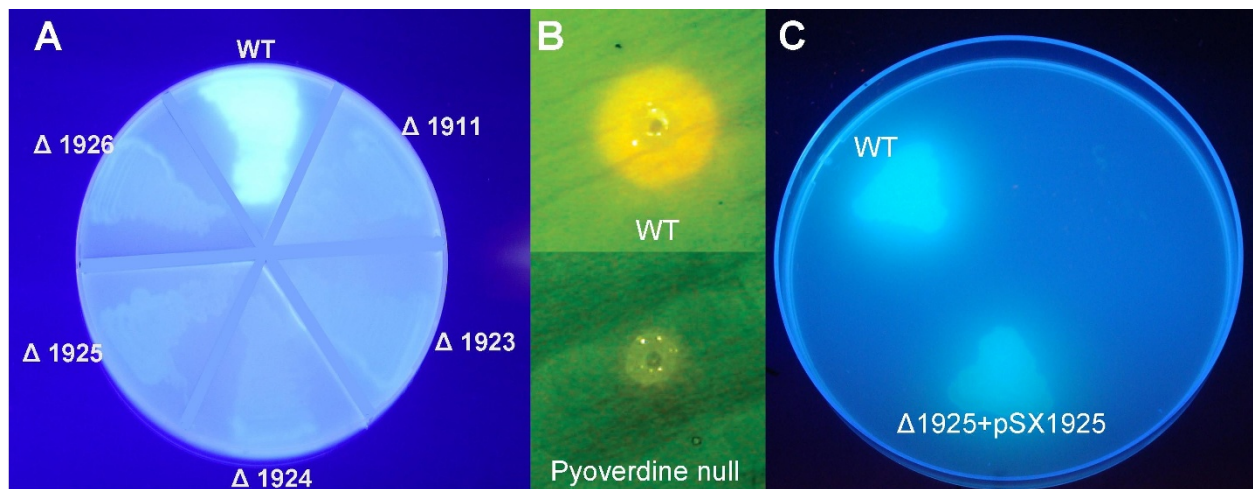 A
WT
Δ 1911
Δ 1926
Δ 1925
Δ 1923
Δ 1924
B
WT
Pyoverdine null
C
WT
Δ1925+pSX1925